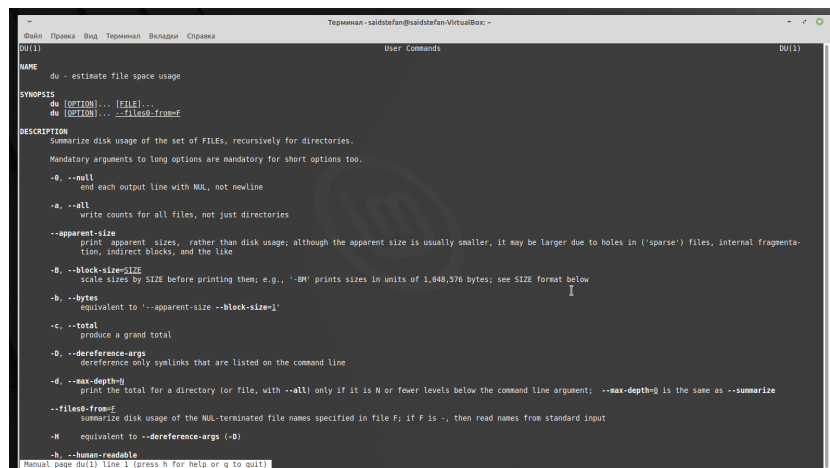 Терминал - saidstefan@saidstefan-VirtualBox: ~
Файл Правка Вид Терминал Вкладки Справка
DU(1) User Commands DU(1)
NAME
du - estimate file space usage
SYNOPSIS
du [OPTION]... [FILE]...
du [OPTION]... --files0-from=F
DESCRIPTION
Summarize disk usage of the set of FILEs, recursively for directories.
Mandatory arguments to long options are mandatory for short options too.
-0, --null
end each output line with NUL, not newline
-a, --all
write counts for all files, not just directories
--apparent-size
print apparent sizes, rather than disk usage; although the apparent size is usually smaller, it may be larger due to holes in ('sparse') files, internal fragmenta-
tion, indirect blocks, and the like
-B, --block-size=SIZE
scale sizes by SIZE before printing them; e.g., '-BM' prints sizes in units of 1,048,576 bytes; see SIZE format below
-b, --bytes
equivalent to '--apparent-size --block-size=1'
-c, --total
produce a grand total
-D, --dereference-args
dereference only symlinks that are listed on the command line
-d, --max-depth=N
print the total for a directory (or file, with --all) only if it is N or fewer levels below the command line argument; --max-depth=0 is the same as --summarize
--files0-from=F
summarize disk usage of the NUL-terminated file names specified in file F; if F is -, then read names from standard input
-H equivalent to --dereference-args (-D)
-h, --human-readable
Manual page du(1) line 1 (press h for help or q to quit)